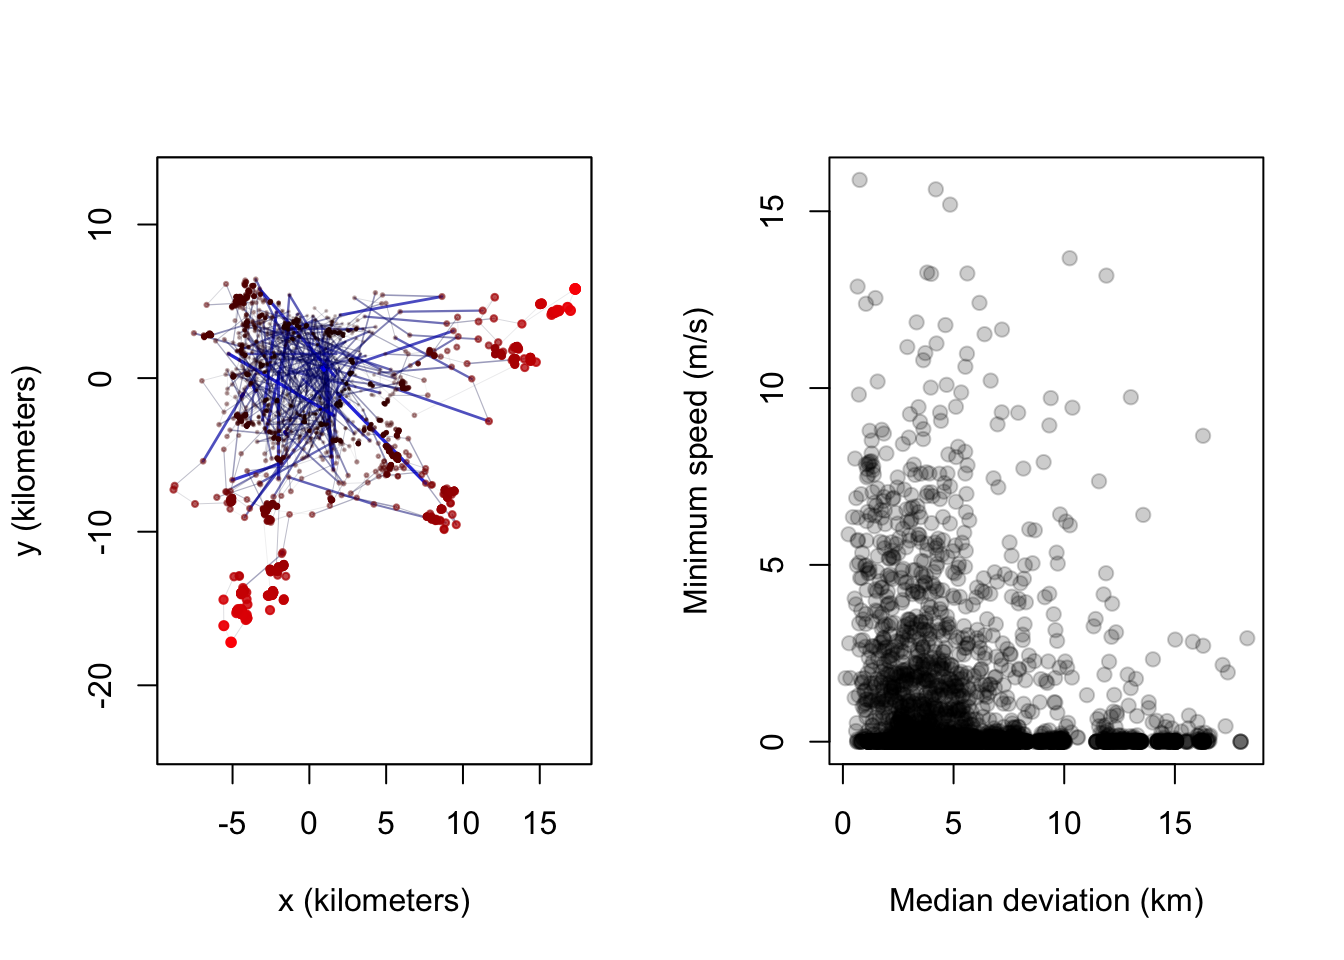 10
0
-10
-20
y (kilometers)
-5 0 5 10 15
x (kilometers)
15
10
5
0
Minimum speed (m/s)
0 5 10 15
Median deviation (km)